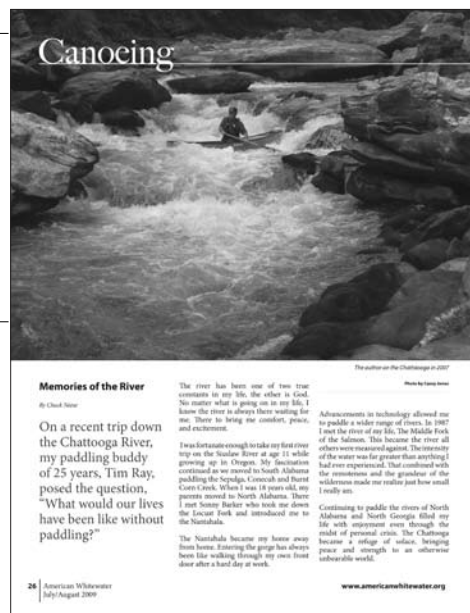 Canoeing
The author on the Chattooga in 2007
Photo by Casey Jones
Memories of the River
By Chuck
On a recent trip down
the Chattooga River,
my paddling buddy
of 25 years, Tim Ray,
posed the question,
“What would our lives
have been like without
paddling?”
The river has been one of two true
constants in my life, the other is God.
No matter what is going on in my life, I
know the river is always there waiting for
me. There to bring me comfort, peace,
and excitement.
I was fortunate enough to take my first river
trip on the Siuslaw River at age 11 while
growing up in Oregon. My fascination
continued as we moved to South Alabama
paddling the Sepulga, Conecuh and Burnt
Corn Creek. When I was 18 years old, my
parents moved to North Alabama. There
I met Sonny Barker who took me down
the Locust Fork and introduced me to
the Nantahala.
The Nantahala became my home away
from home. Entering the gorge has always
been like walking through my own front
door after a hard day at work.
Advancements in technology allowed me
to paddle a wider range of rivers. In 1987
I met the river of my life, The Middle Fork
of the Salmon. This became the river all
others were measured against. The intensity
of the water was far greater than anything I
had ever experienced. That combined with
the remoteness and the grandeur of the
wilderness made me realize just how small
I really am.
Continuing to paddle the rivers of North
Alabama and North Georgia filled my
life with enjoyment even through the
midst of personal crisis. The Chattooga
became a refuge of solace, bringing
peace and strength to an otherwise
unbearable world.
26
American Whitewater
July/August 2009
www.americanwhitewater.org